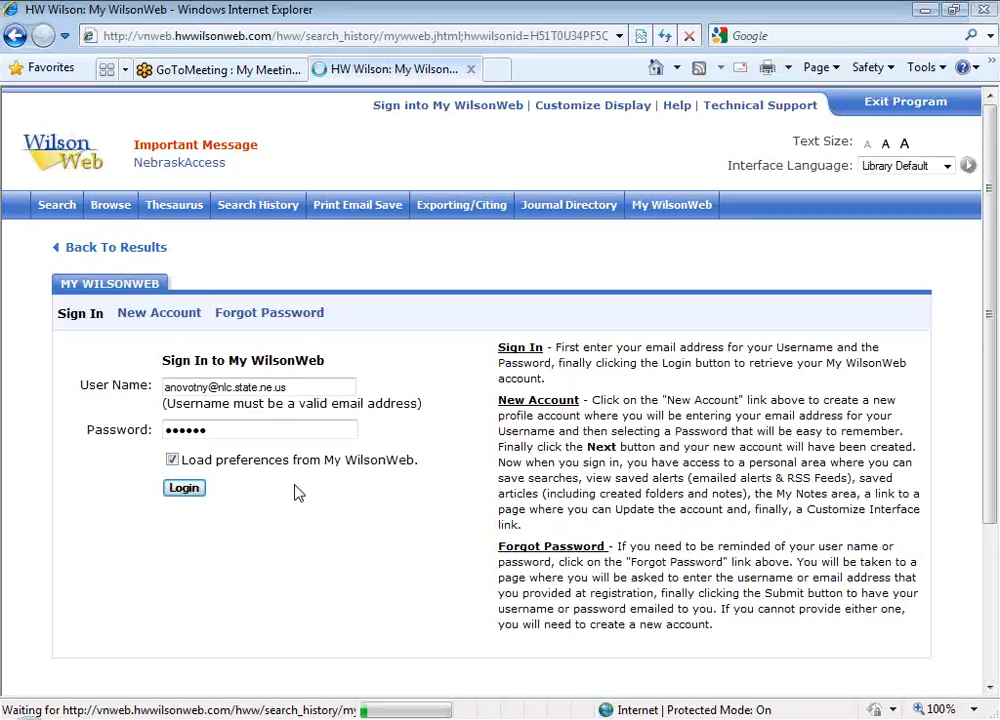 HW Wilson: My WilsonWeb - Windows Internet Explorer
http://vnweb.hwwilsonweb.com/hww/search_history/mywweb.jhtml;hwwilsonid=H51T0U34PF5C
Google
Favorites
GoToMeeting : My Meetin...
HW Wilson: My Wilson...
Page
Safety
Tools
Sign into My WilsonWeb | Customize Display | Help | Technical Support
Exit Program
Wilson
Web
Important Message
NebraskAccess
Text Size: A A A
Interface Language: Library Default
Search
Browse
Thesaurus
Search History
Print Email Save
Exporting/Citing
Journal Directory
My WilsonWeb
Back To Results
MY WILSONWEB
Sign In
New Account
Forgot Password
Sign In to My WilsonWeb
User Name: anovotny@nlc.state.ne.us
(Username must be a valid email address)
Password: ••••••
Load preferences from My WilsonWeb.
Login
Sign In - First enter your email address for your Username and the
Password, finally clicking the Login button to retrieve your My WilsonWeb
account.
New Account - Click on the "New Account" link above to create a new
profile account where you will be entering your email address for your
Username and then selecting a Password that will be easy to remember.
Finally click the Next button and your new account will have been created.
Now when you sign in, you have access to a personal area where you can
save searches, view saved alerts (emailed alerts & RSS Feeds), saved
articles (including created folders and notes), the My Notes area, a link to a
page where you can Update the account and, finally, a Customize Interface
link.
Forgot Password - If you need to be reminded of your user name or
password, click on the "Forgot Password" link above. You will be taken to a
page where you will be asked to enter the username or email address that
you provided at registration, finally clicking the Submit button to have your
username or password emailed to you. If you cannot provide either one,
you will need to create a new account.
Waiting for http://vnweb.hwwilsonweb.com/hww/search_history/my
Internet | Protected Mode: On
100%